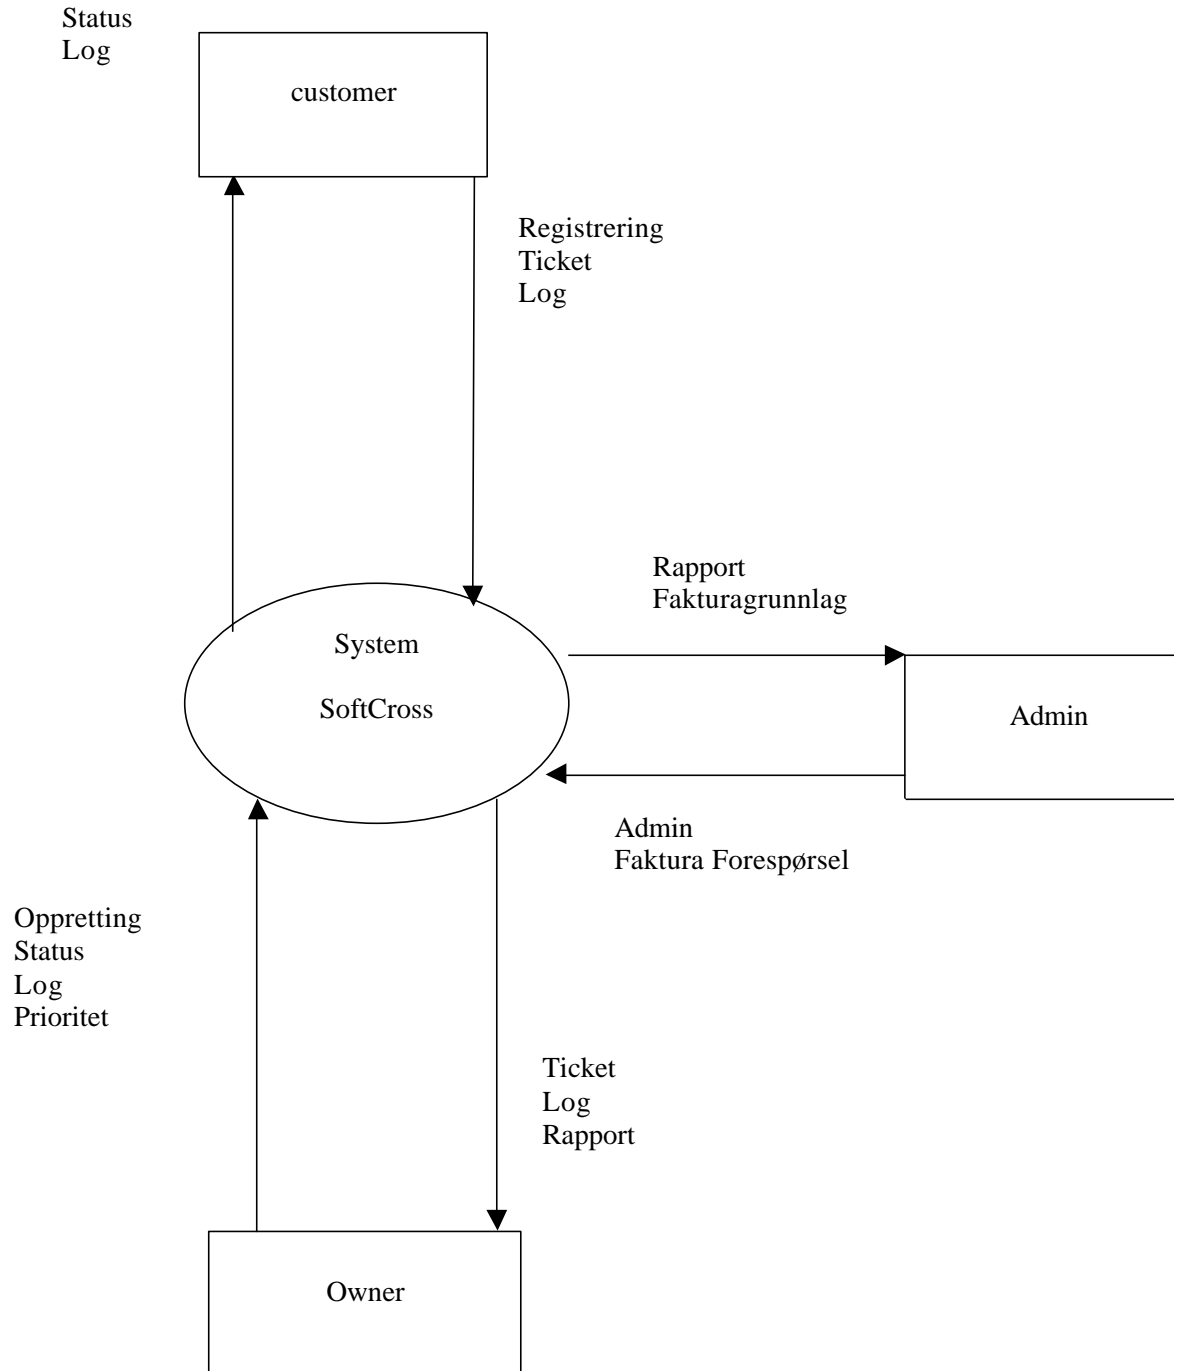 Status
Log
customer
Registrering
Ticket
Log
Rapport
Fakturagrunnlag
System
SoftCross
Admin
Admin
Faktura Forespørsel
Oppretting
Status
Log
Prioritet
Ticket
Log
Rapport
Owner